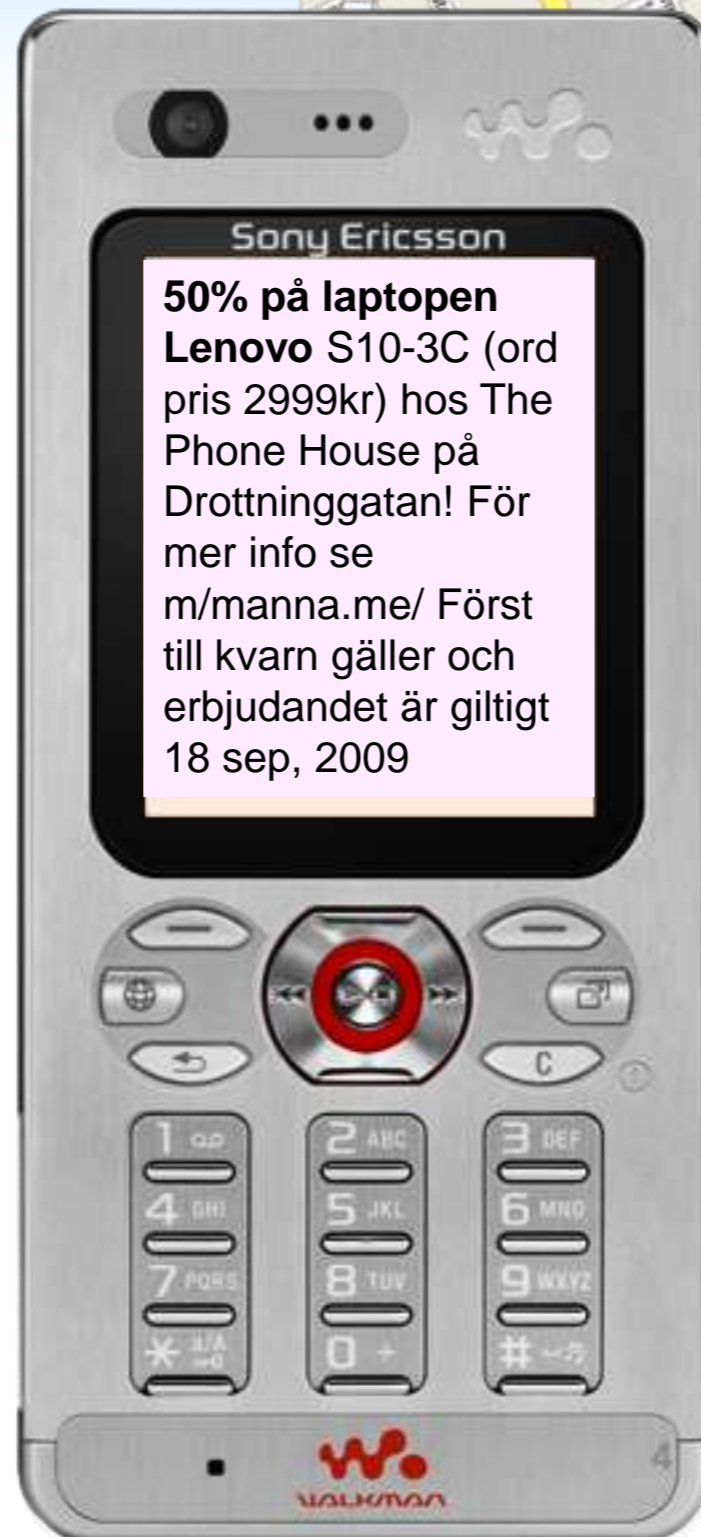 Sony Ericsson
50% på laptopen
Lenovo S10-3C (ord
pris 2999kr) hos The
Phone House på
Drottninggatan! För
mer info se
m/manna.me/ Först
till kvarn gäller och
erbjudandet är giltigt
18 sep, 2009
C
1 2 ABC 3 DEF
4 GHI 5 JKL 6 MNO
7 PQRS 8 TUV 9 WXYZ
* a/A 0 + #
4
WALKMAN